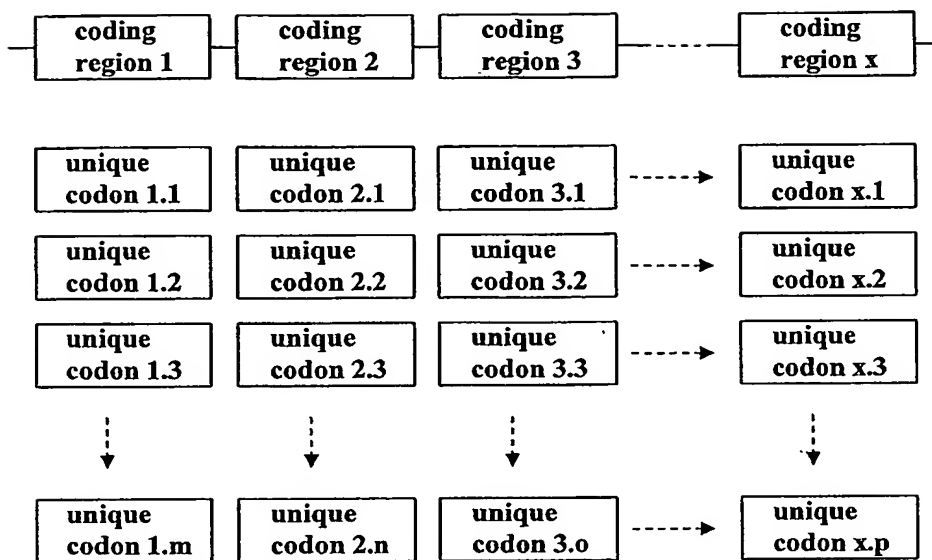 coding
region 1
coding
region 2
coding
region 3
coding
region x
unique
codon 1.1
unique
codon 2.1
unique
codon 3.1
unique
codon x.1
unique
codon 1.2
unique
codon 2.2
unique
codon 3.2
unique
codon x.2
unique
codon 1.3
unique
codon 2.3
unique
codon 3.3
unique
codon x.3
unique
codon 1.m
unique
codon 2.n
unique
codon 3.o
unique
codon x.p